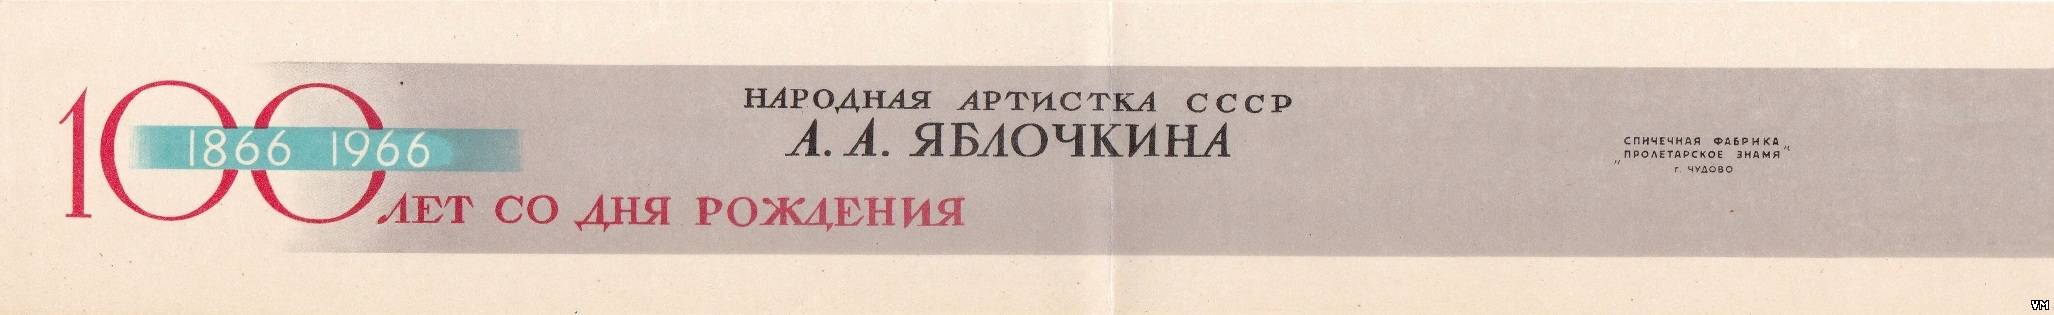 100
1866 1966
ЛЕТ СО ДНЯ РОЖДЕНИЯ
НАРОДНАЯ АРТИСТКА СССР
А. А. ЯБЛОЧКИНА
СПИЧЕЧНАЯ ФАБРИКА
„ПРОЛЕТАРСКОЕ ЗНАМЯ“
г. ЧУДОВО
VM